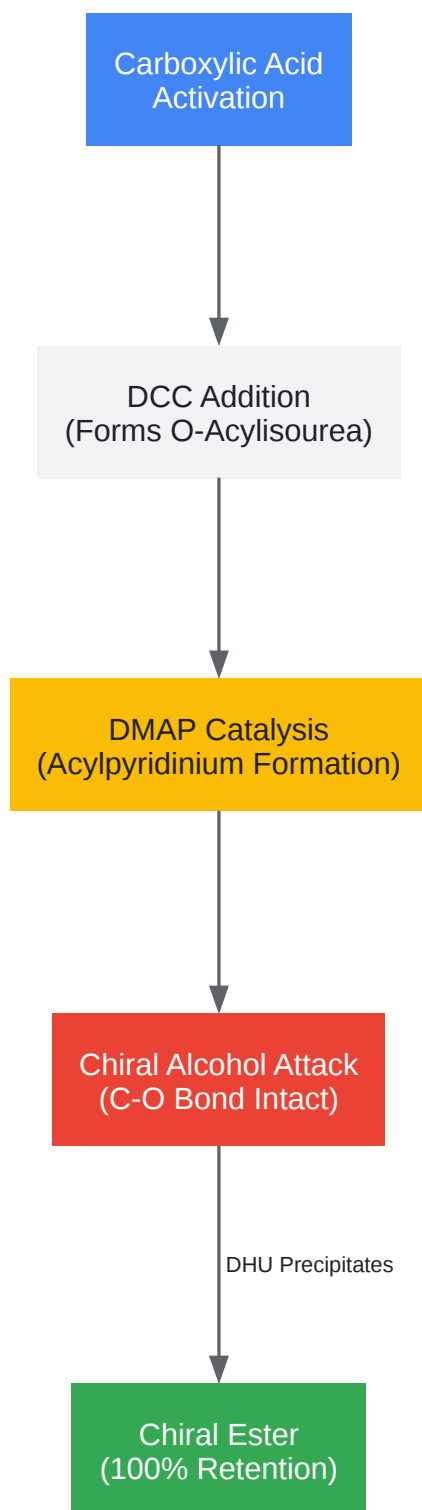 Carboxylic Acid
Activation
DCC Addition
(Forms O-Acylisourea)
DMAP Catalysis
(Acylpyridinium Formation)
Chiral Alcohol Attack
(C-O Bond Intact)
DHU Precipitates
Chiral Ester
(100% Retention)